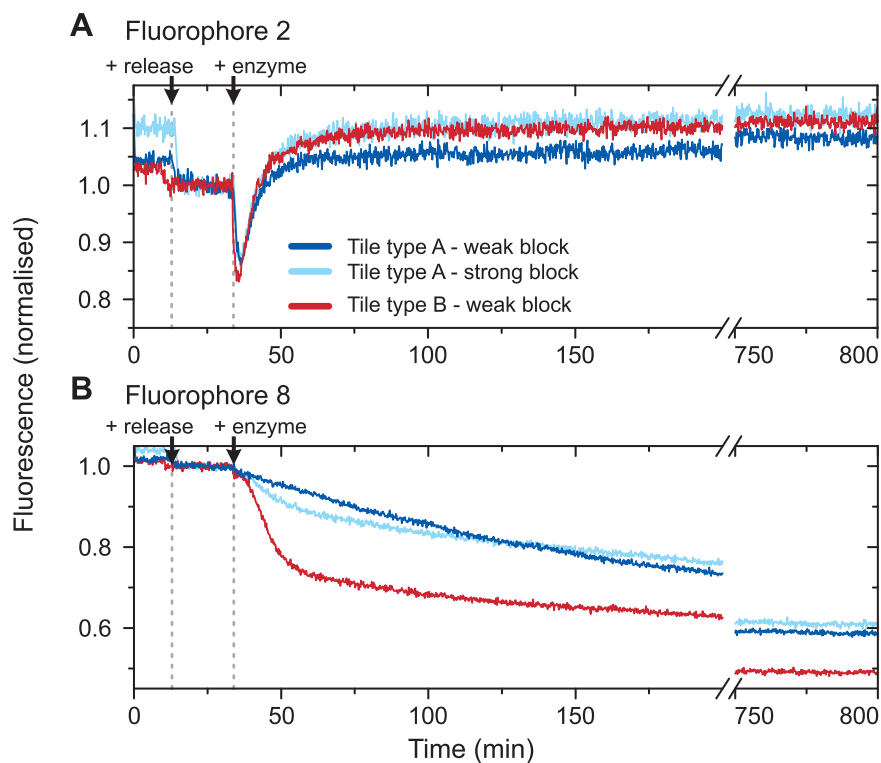 A Fluorophore 2
+ release + enzyme
1.1
1.0
0.9
0.8
Tile type A - weak block
Tile type A - strong block
Tile type B - weak block
0 50 100 150 750 800
Fluorescence (normalised)
B Fluorophore 8
+ release + enzyme
1.0
0.8
0.6
0 50 100 150 750 800
Time (min)